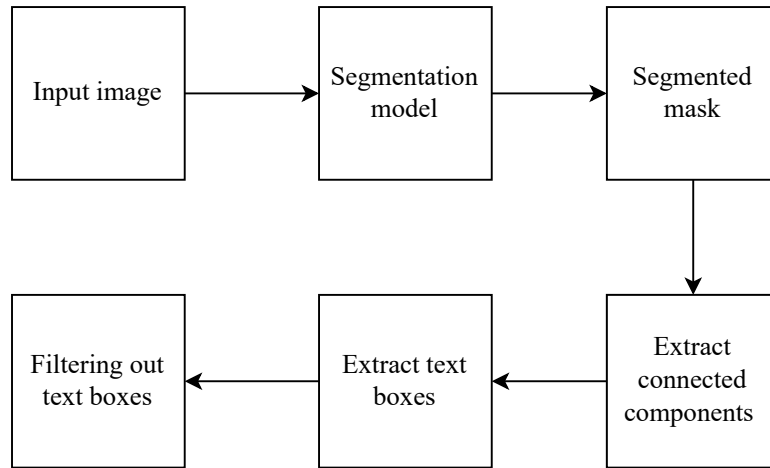 Input image
Segmentation
model
Segmented
mask
Extract
connected
components
Extract text
boxes
Filtering out
text boxes